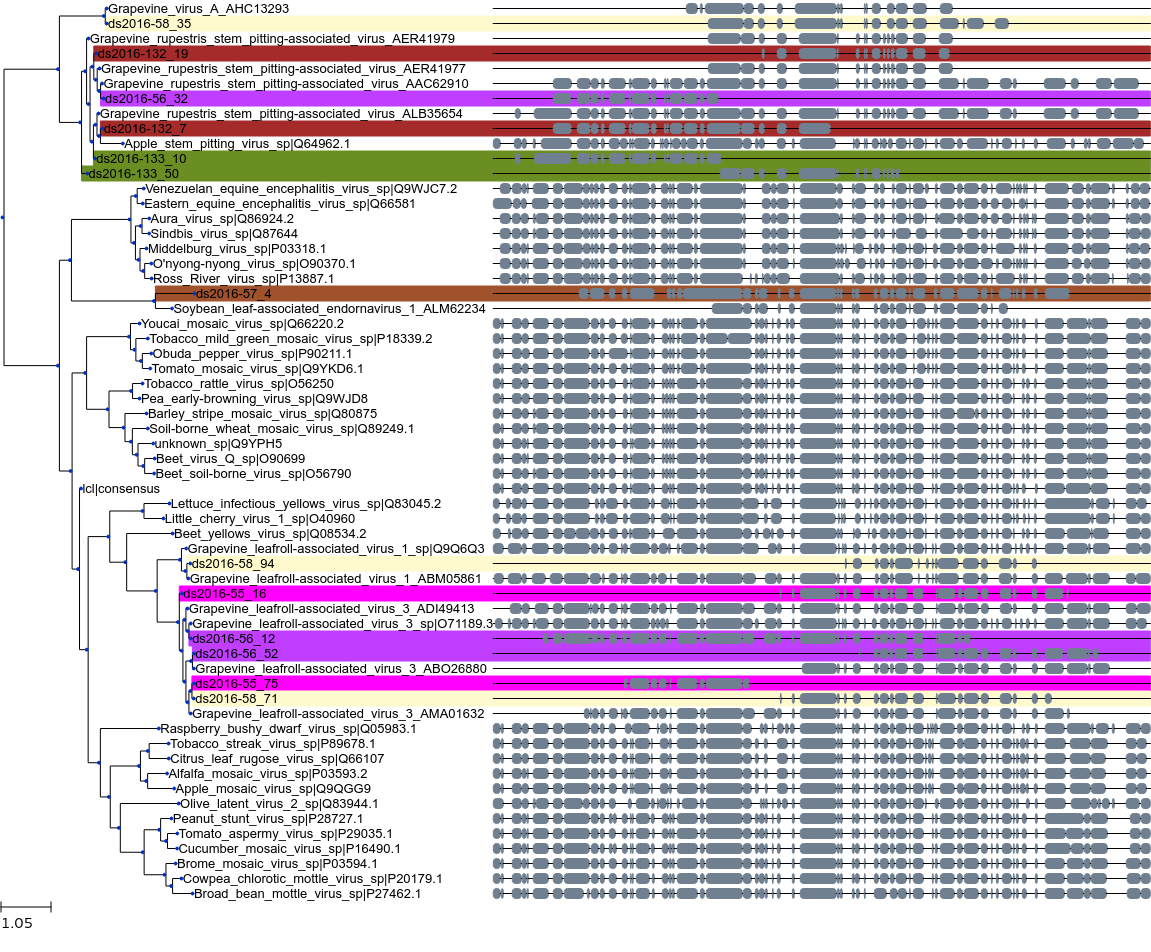 Grapevine_virus_A_AHC13293
ds2016-58_35
Grapevine_rupestris_stem_pitting-associated_virus_AER41979
ds2016-132_19
Grapevine_rupestris_stem_pitting-associated_virus_AER41977
Grapevine_rupestris_stem_pitting-associated_virus_AAC62910
ds2016-56_32
Grapevine_rupestris_stem_pitting-associated_virus_ALB35654
ds2016-132_7
Apple_stem_pitting_virus_sp|Q64962.1
ds2016-133_10
ds2016-133_50
Venezuelan_equine_encephalitis_virus_sp|Q9WJC7.2
Eastern_equine_encephalitis_virus_sp|Q66581
Aura_virus_sp|Q86924.2
Sindbis_virus_sp|Q87644
Middelburg_virus_sp|P03318.1
O'nyong-nyong_virus_sp|O90370.1
Ross_River_virus_sp|P13887.1
ds2016-57_4
Soybean_leaf-associated_endornavirus_1_ALM62234
Youcai_mosaic_virus_sp|Q66220.2
Tobacco_mild_green_mosaic_virus_sp|P18339.2
Obuda_pepper_virus_sp|P90211.1
Tomato_mosaic_virus_sp|Q9YKD6.1
Tobacco_rattle_virus_sp|O56250
Pea_early-browning_virus_sp|Q9WJD8
Barley_stripe_mosaic_virus_sp|Q80875
Soil-borne_wheat_mosaic_virus_sp|Q89249.1
unknown_sp|Q9YPH5
Beet_virus_Q_sp|O90699
Beet_soil-borne_virus_sp|O56790
lcl|consensus
Lettuce_infectious_yellows_virus_sp|Q83045.2
Little_cherry_virus_1_sp|O40960
Beet_yellows_virus_sp|Q08534.2
Grapevine_leafroll-associated_virus_1_sp|Q9Q6Q3
ds2016-58_94
Grapevine_leafroll-associated_virus_1_ABM05861
ds2016-55_16
Grapevine_leafroll-associated_virus_3_ADI49413
Grapevine_leafroll-associated_virus_3_sp|O71189.3
ds2016-56_12
ds2016-56_52
Grapevine_leafroll-associated_virus_3_ABO26880
ds2016-55_75
ds2016-58_71
Grapevine_leafroll-associated_virus_3_AMA01632
Raspberry_bushy_dwarf_virus_sp|Q05983.1
Tobacco_streak_virus_sp|P89678.1
Citrus_leaf_rugose_virus_sp|Q66107
Alfalfa_mosaic_virus_sp|P03593.2
Apple_mosaic_virus_sp|Q9QGG9
Olive_latent_virus_2_sp|Q83944.1
Peanut_stunt_virus_sp|P28727.1
Tomato_aspermy_virus_sp|P29035.1
Cucumber_mosaic_virus_sp|P16490.1
Brome_mosaic_virus_sp|P03594.1
Cowpea_chlorotic_mottle_virus_sp|P20179.1
Broad_bean_mottle_virus_sp|P27462.1
1.05